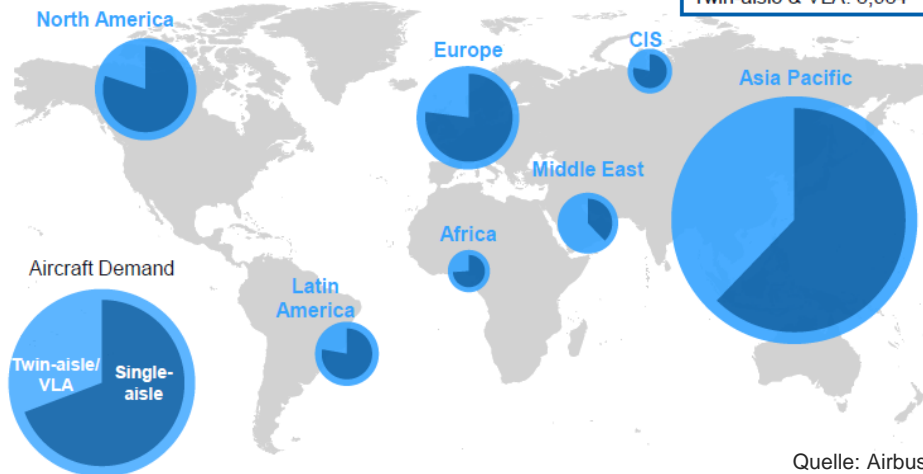 North America
Europe
CIS
Asia Pacific
Middle East
Africa
Latin
America
Aircraft Demand
Twin-aisle/
VLA
Single-
aisle
Quelle: Airbus